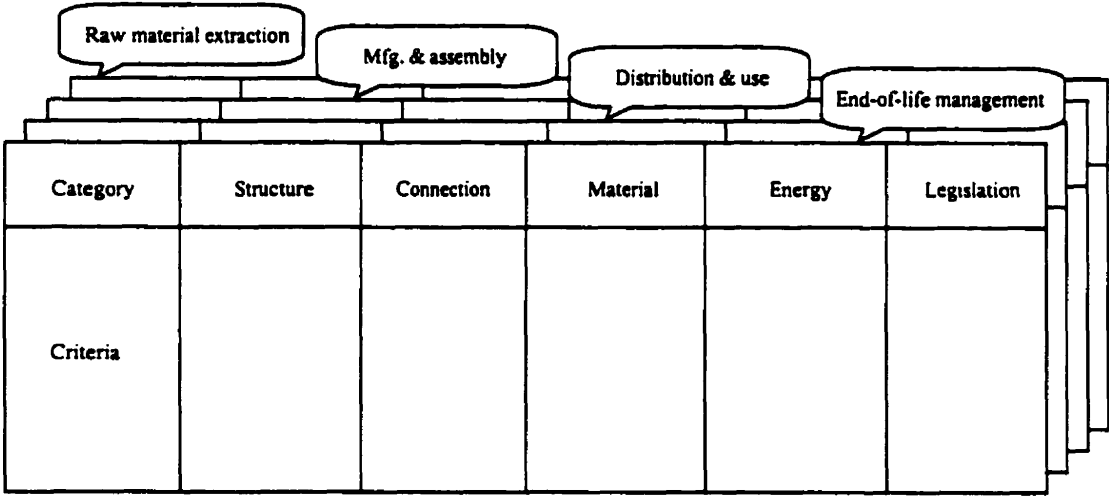 Raw material extraction
Mfg. & assembly
Distribution & use
End-of-life management
Category Structure Connection Material Energy Legislation
Criteria